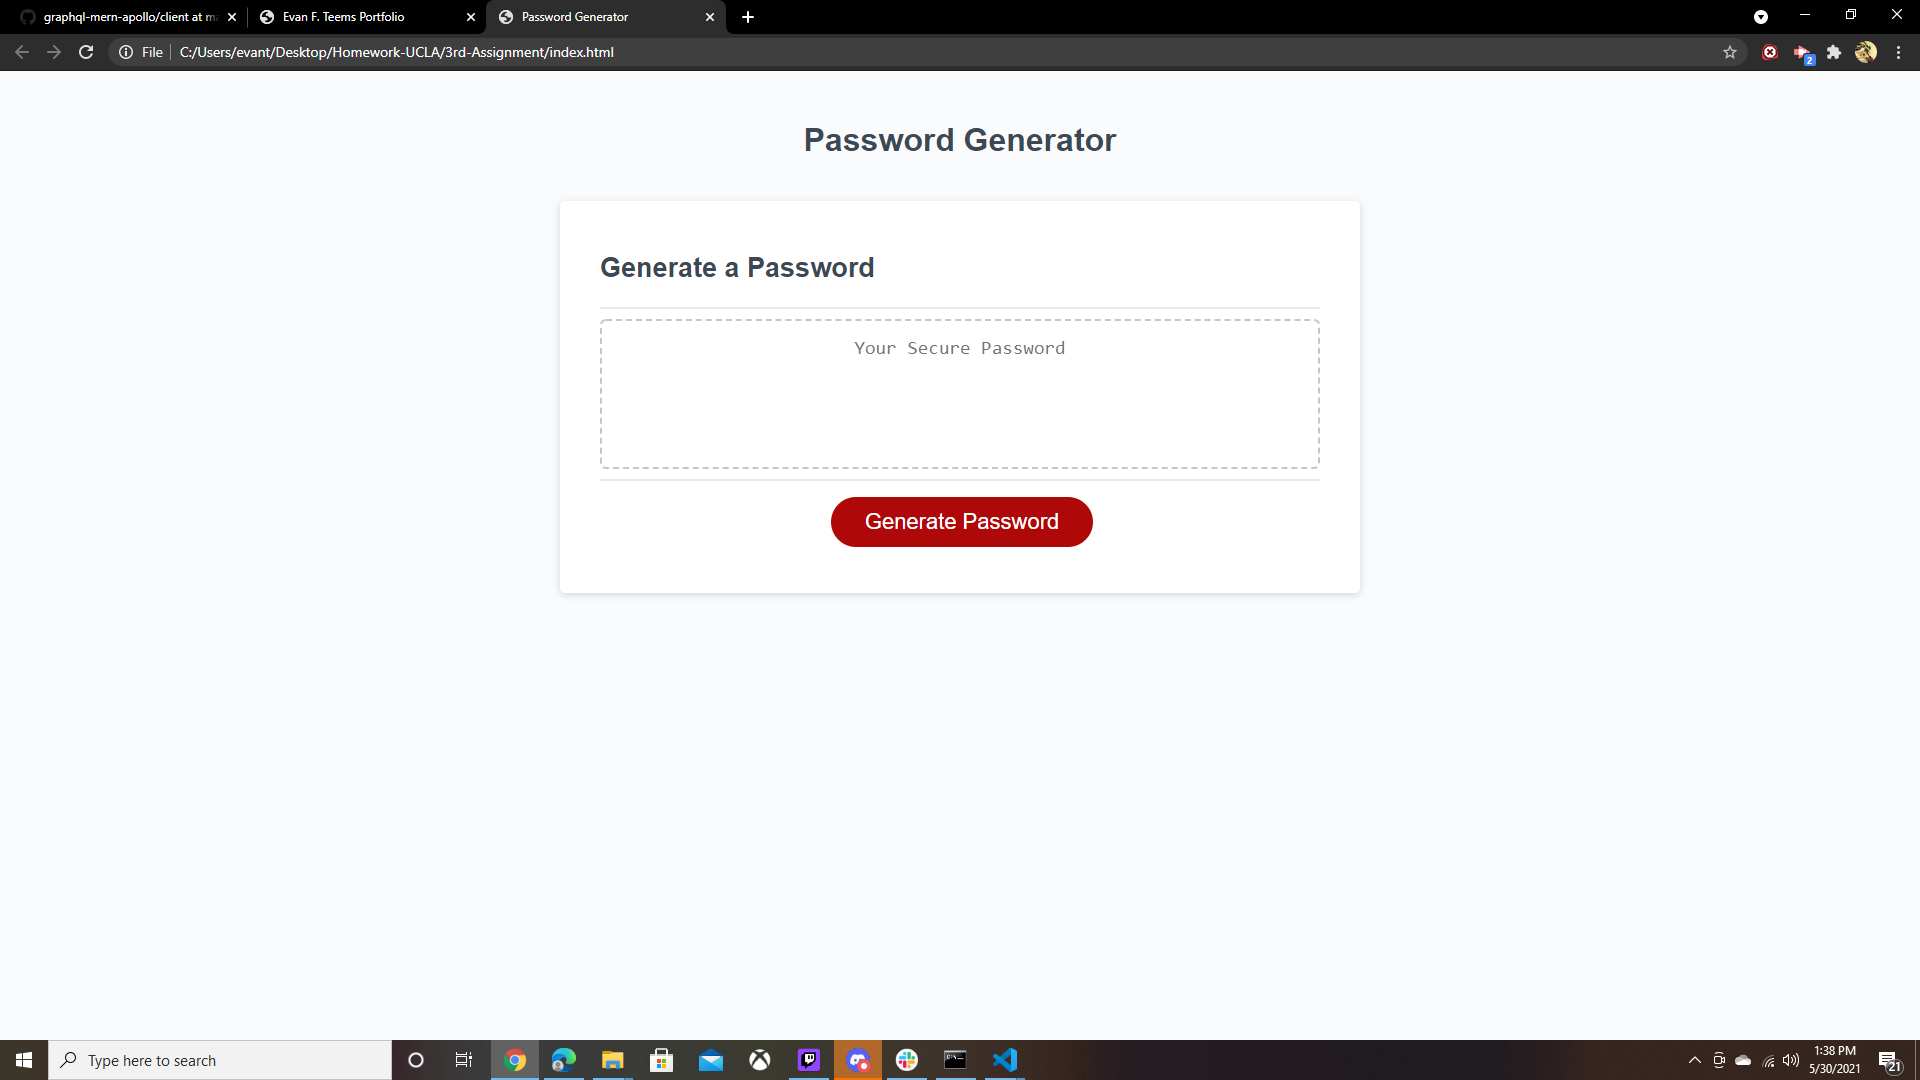 graphql-mern-apollo/client at m
Evan F. Teems Portfolio
Password Generator
File
C:/Users/evant/Desktop/Homework-UCLA/3rd-Assignment/index.html
2
Password Generator
Generate a Password
Your Secure Password
Generate Password
Type here to search
1:38 PM
5/30/2021
21